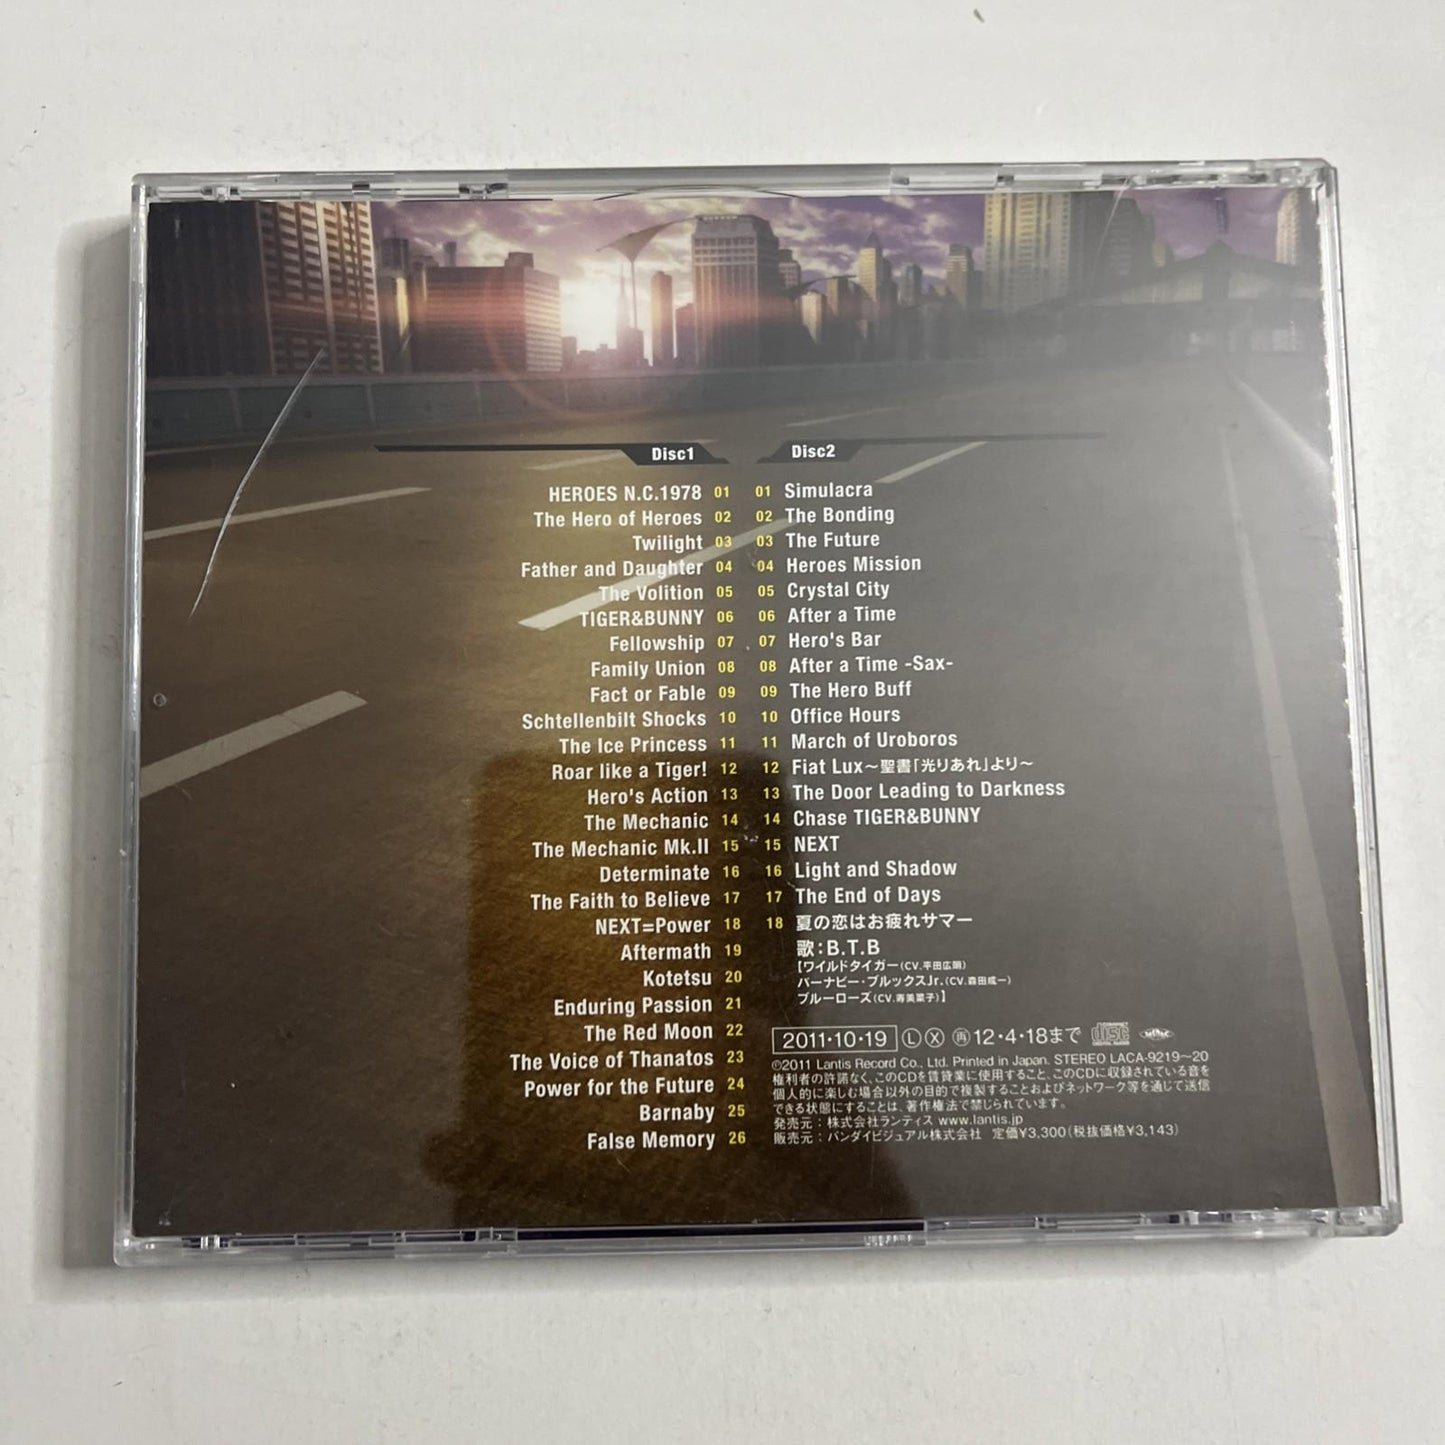 Disc1
HEROES N.C.1978 01
The Hero of Heroes 02
Twilight 03
Father and Daughter 04
The Volition 05
TIGER&BUNNY 06
Fellowship 07
Family Union 08
Fact or Fable 09
Schtellenbilt Shocks 10
The Ice Princess 11
Roar like a Tiger! 12
Hero's Action 13
The Mechanic 14
The Mechanic Mk.II 15
Determinate 16
The Faith to Believe 17
NEXT=Power 18
Aftermath 19
Kotetsu 20
Enduring Passion 21
The Red Moon 22
The Voice of Thanatos 23
Power for the Future 24
Barnaby 25
False Memory 26
Disc2
01 Simulacra
02 The Bonding
03 The Future
04 Heroes Mission
05 Crystal City
06 After a Time
07 Hero's Bar
08 After a Time -Sax-
09 The Hero Buff
10 Office Hours
11 March of Uroboros
12 Fiat Lux～聖書「光りあれ」より～
13 The Door Leading to Darkness
14 Chase TIGER&BUNNY
15 NEXT
16 Light and Shadow
17 The End of Days
18 夏の恋はお疲れサマー
歌：B.T.B
【ワイルドタイガー（CV.平田広明）
バーナビー・ブルックスJr.（CV.森田成一）
ブルーローズ（CV.寿美菜子）】
2011・10・19 Ⓛ Ⓧ ㊞12・4・18まで COMPACT disc DIGITAL AUDIO
℗2011 Lantis Record Co., Ltd. Printed in Japan. STEREO LACA-9219～20
権利者の許諾なく、このCDを賃貸業に使用すること、このCDに収録されている音を
個人的に楽しむ場合以外の目的で複製することおよびネットワーク等を通じて送信
できる状態にすることは、著作権法で禁じられています。
発売元：株式会社ランティス www.lantis.jp
販売元：バンダイビジュアル株式会社 定価¥3,300（税抜価格¥3,143）